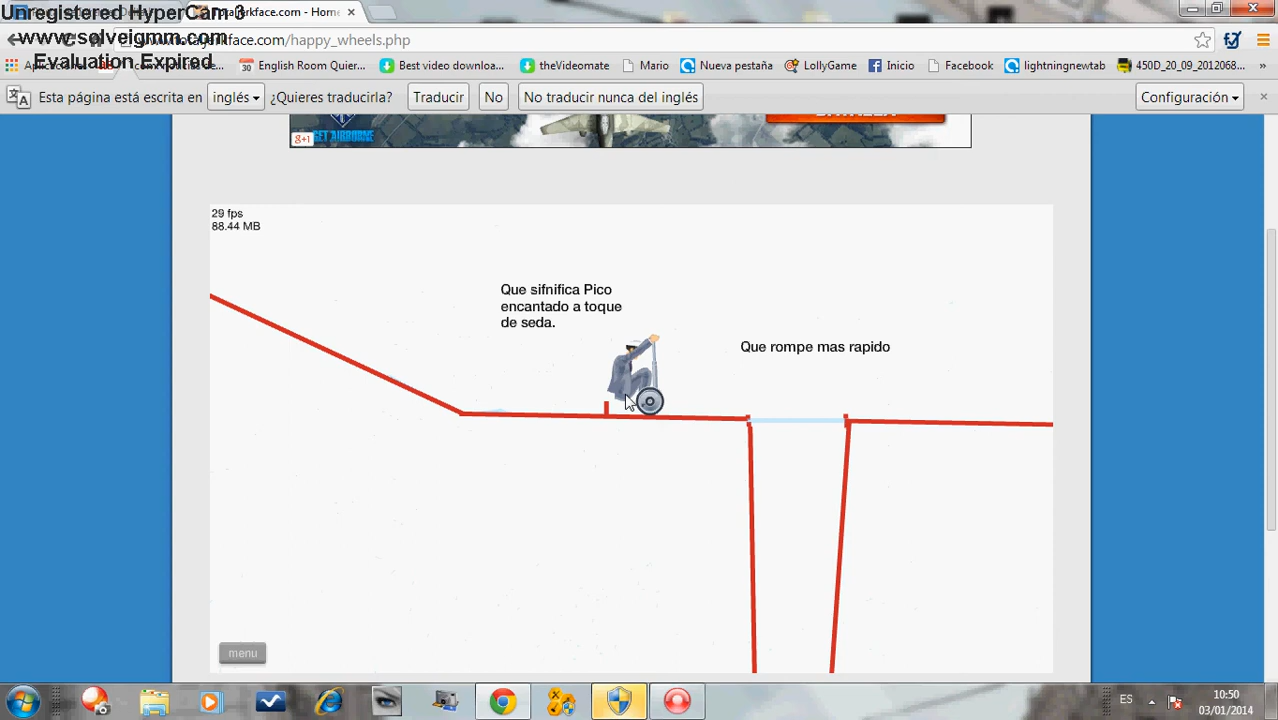 Unregistered HyperCam 3
www.solveigmm.com
Evaluation Expired
/happy_wheels.php
English Room Quier...
Best video downloa...
theVideomate
Mario
Nueva pestaña
LollyGame
Inicio
Facebook
lightningnewtab
450D_20_09_2012068...
Esta página está escrita en
inglés
¿Quieres traducirla?
Traducir
No
No traducir nunca del inglés
Configuración
g+1
GET AIRBORNE
29 fps
88.44 MB
Que sifnifica Pico
encantado a toque
de seda.
Que rompe mas rapido
menu
ES
10:50
03/01/2014